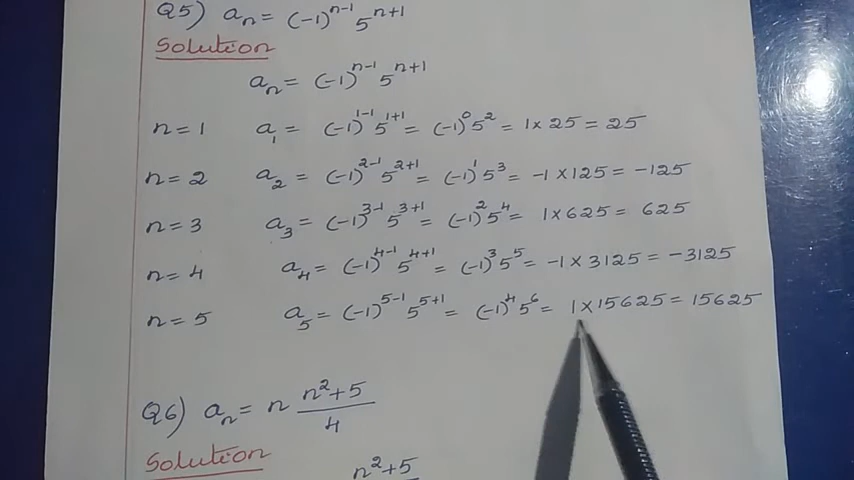 Q5) aₙ = (-1)ⁿ⁻¹ 5ⁿ⁺¹
Solution
aₙ = (-1)ⁿ⁻¹ 5ⁿ⁺¹
n = 1 a₁ = (-1)¹⁻¹ 5¹⁺¹ = (-1)⁰ 5² = 1 × 25 = 25
n = 2 a₂ = (-1)²⁻¹ 5²⁺¹ = (-1)¹ 5³ = -1 × 125 = -125
n = 3 a₃ = (-1)³⁻¹ 5³⁺¹ = (-1)² 5⁴ = 1 × 625 = 625
n = 4 a₄ = (-1)⁴⁻¹ 5⁴⁺¹ = (-1)³ 5⁵ = -1 × 3125 = -3125
n = 5 a₅ = (-1)⁵⁻¹ 5⁵⁺¹ = (-1)⁴ 5⁶ = 1 × 15625 = 15625
Q6) aₙ = n (n² + 5)/4
Solution
n² + 5